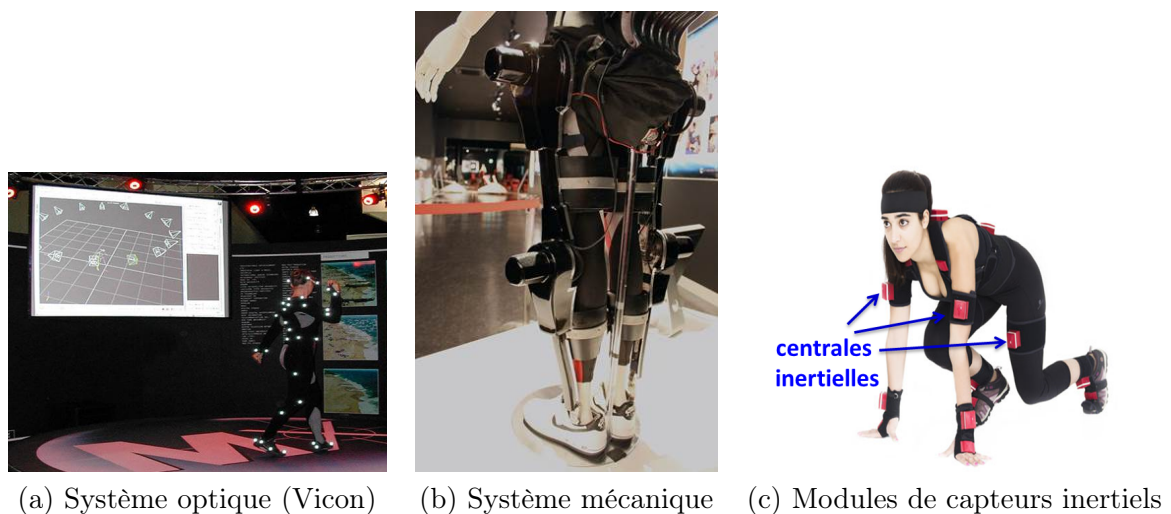 centrales
inertielles
(a) Système optique (Vicon)
(b) Système mécanique
(c) Modules de capteurs inertiels